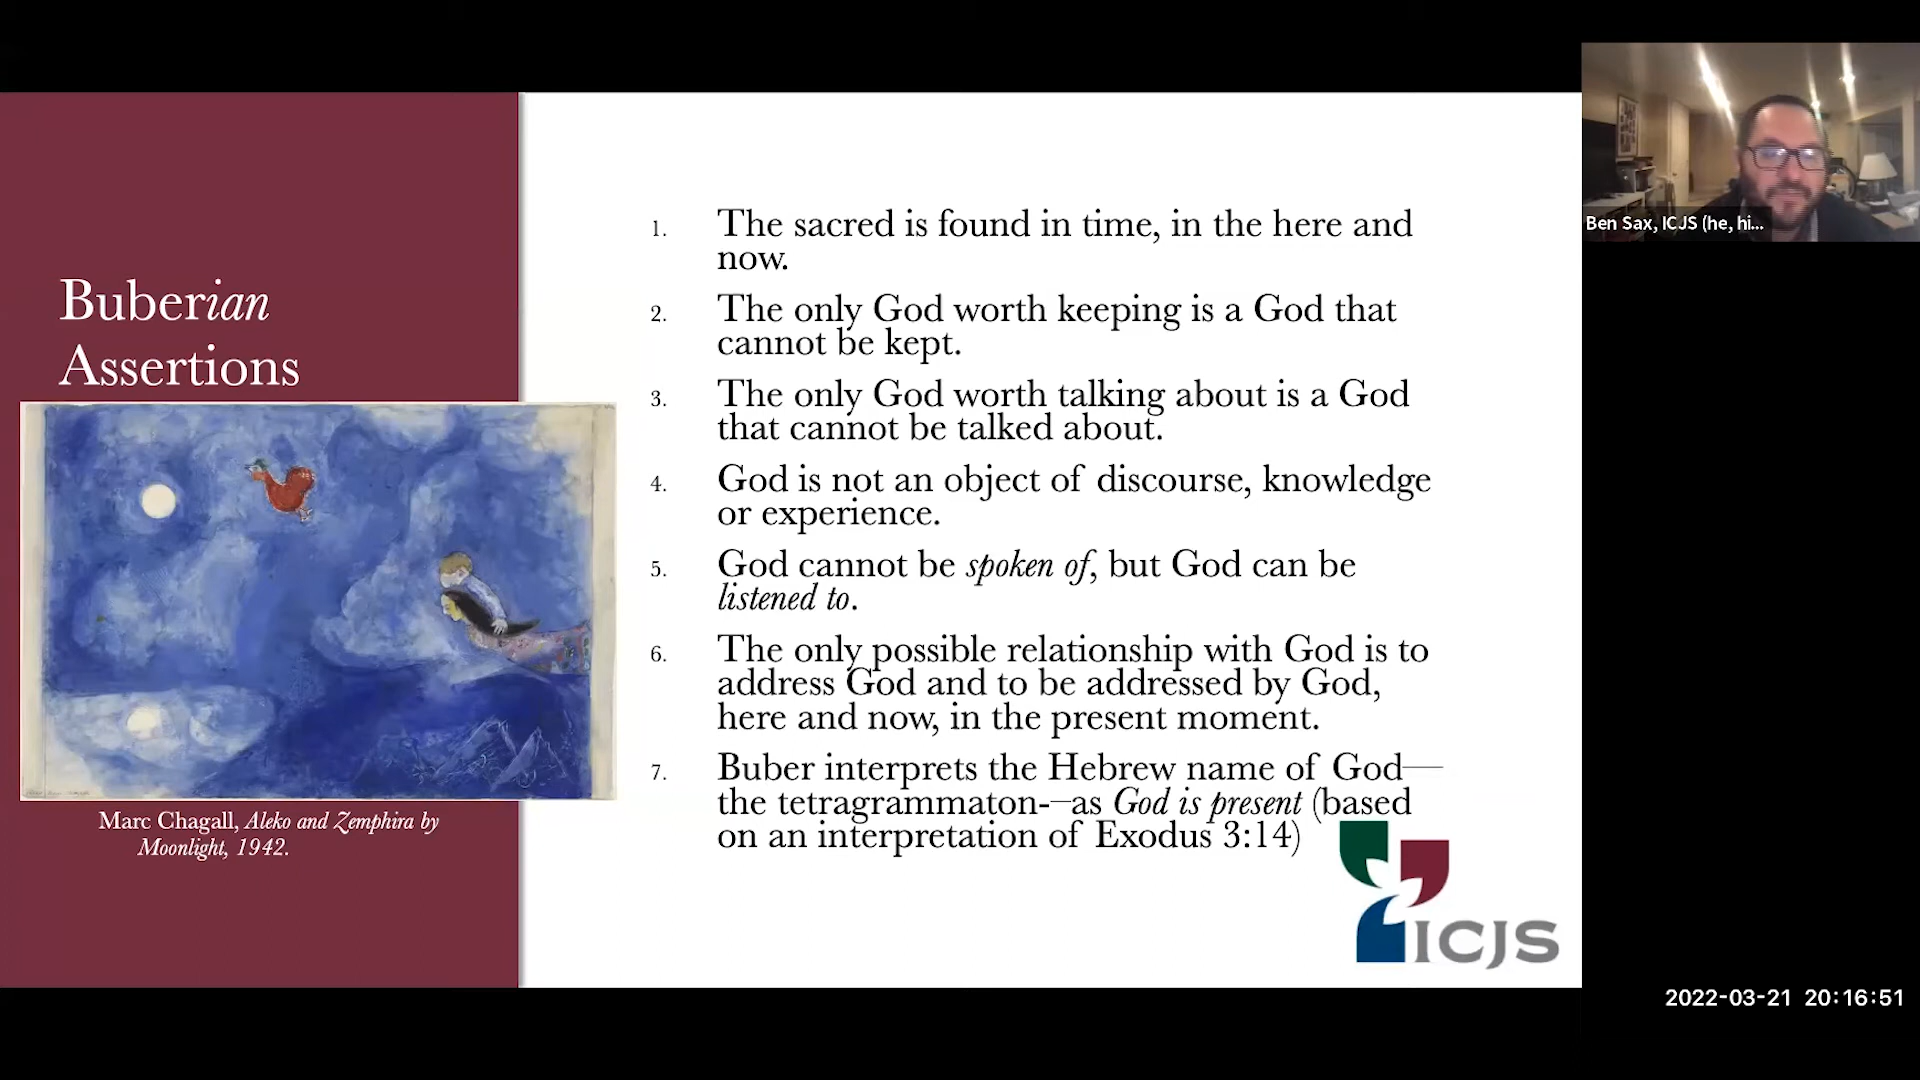 Buberian
Assertions
Marc Chagall, Aleko and Zemphira by
Moonlight, 1942.
1. The sacred is found in time, in the here and
now.
2. The only God worth keeping is a God that
cannot be kept.
3. The only God worth talking about is a God
that cannot be talked about.
4. God is not an object of discourse, knowledge
or experience.
5. God cannot be spoken of, but God can be
listened to.
6. The only possible relationship with God is to
address God and to be addressed by God,
here and now, in the present moment.
7. Buber interprets the Hebrew name of God—
the tetragrammaton-—as God is present (based
on an interpretation of Exodus 3:14)
ICJS
Ben Sax, ICJS (he, hi...
2022-03-21 20:16:51